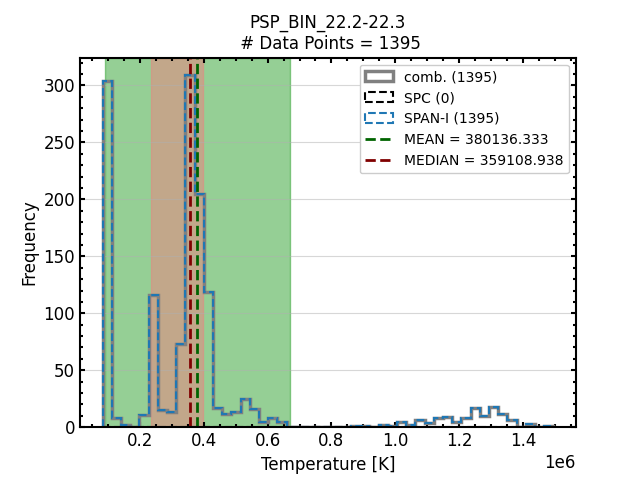 PSP_BIN_22.2-22.3
# Data Points = 1395
comb. (1395)
SPC (0)
SPAN-I (1395)
MEAN = 380136.333
MEDIAN = 359108.938
Frequency
300
250
200
150
100
50
0
0.2 0.4 0.6 0.8 1.0 1.2 1.4
1e6
Temperature [K]